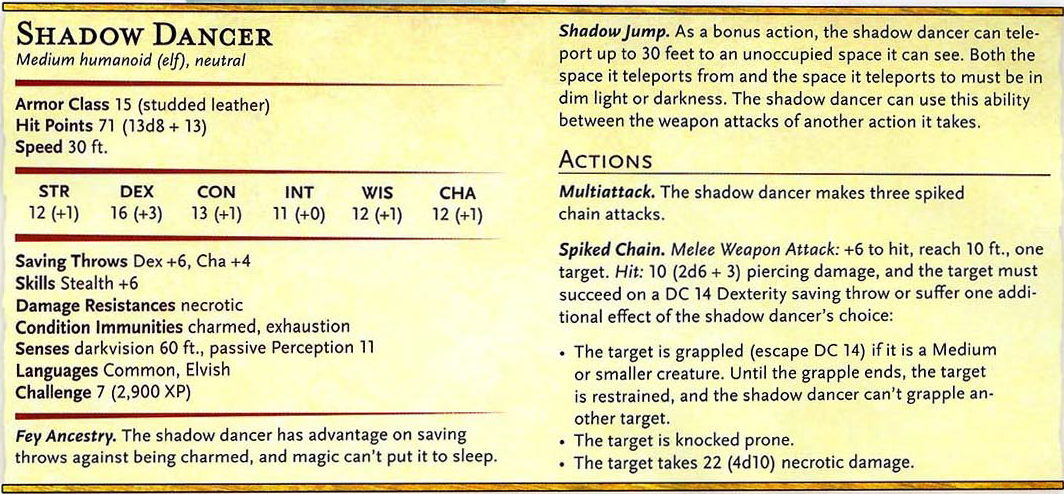 SHADOW DANCER
Medium humanoid (elf), neutral
Armor Class 15 (studded leather)
Hit Points 71 (13d8 + 13)
Speed 30 ft.
STR DEX CON INT WIS CHA
12 (+1) 16 (+3) 13 (+1) 11 (+0) 12 (+1) 12 (+1)
Saving Throws Dex +6, Cha +4
Skills Stealth +6
Damage Resistances necrotic
Condition Immunities charmed, exhaustion
Senses darkvision 60 ft., passive Perception 11
Languages Common, Elvish
Challenge 7 (2,900 XP)
Fey Ancestry. The shadow dancer has advantage on saving
throws against being charmed, and magic can't put it to sleep.
Shadow Jump. As a bonus action, the shadow dancer can tele-
port up to 30 feet to an unoccupied space it can see. Both the
space it teleports from and the space it teleports to must be in
dim light or darkness. The shadow dancer can use this ability
between the weapon attacks of another action it takes.
ACTIONS
Multiattack. The shadow dancer makes three spiked
chain attacks.
Spiked Chain. Melee Weapon Attack: +6 to hit, reach 10 ft., one
target. Hit: 10 (2d6 + 3) piercing damage, and the target must
succeed on a DC 14 Dexterity saving throw or suffer one addi-
tional effect of the shadow dancer's choice:
• The target is grappled (escape DC 14) if it is a Medium
or smaller creature. Until the grapple ends, the target
is restrained, and the shadow dancer can't grapple an-
other target.
• The target is knocked prone.
• The target takes 22 (4d10) necrotic damage.